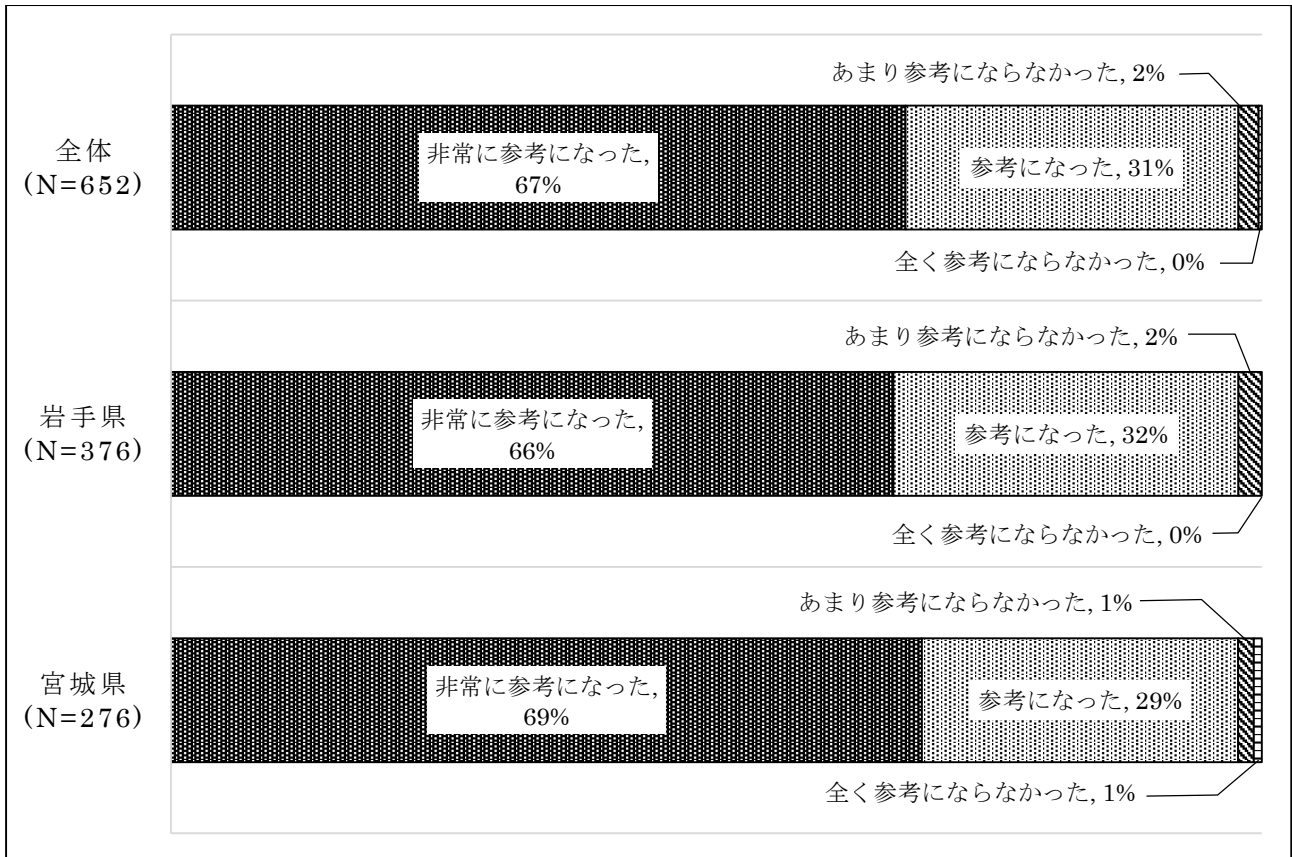 あまり参考にならなかった, 2%
全体
(N=652)
非常に参考になった,
67%
参考になった, 31%
全く参考にならなかった, 0%
あまり参考にならなかった, 2%
岩手県
(N=376)
非常に参考になった,
66%
参考になった, 32%
全く参考にならなかった, 0%
あまり参考にならなかった, 1%
宮城県
(N=276)
非常に参考になった,
69%
参考になった, 29%
全く参考にならなかった, 1%